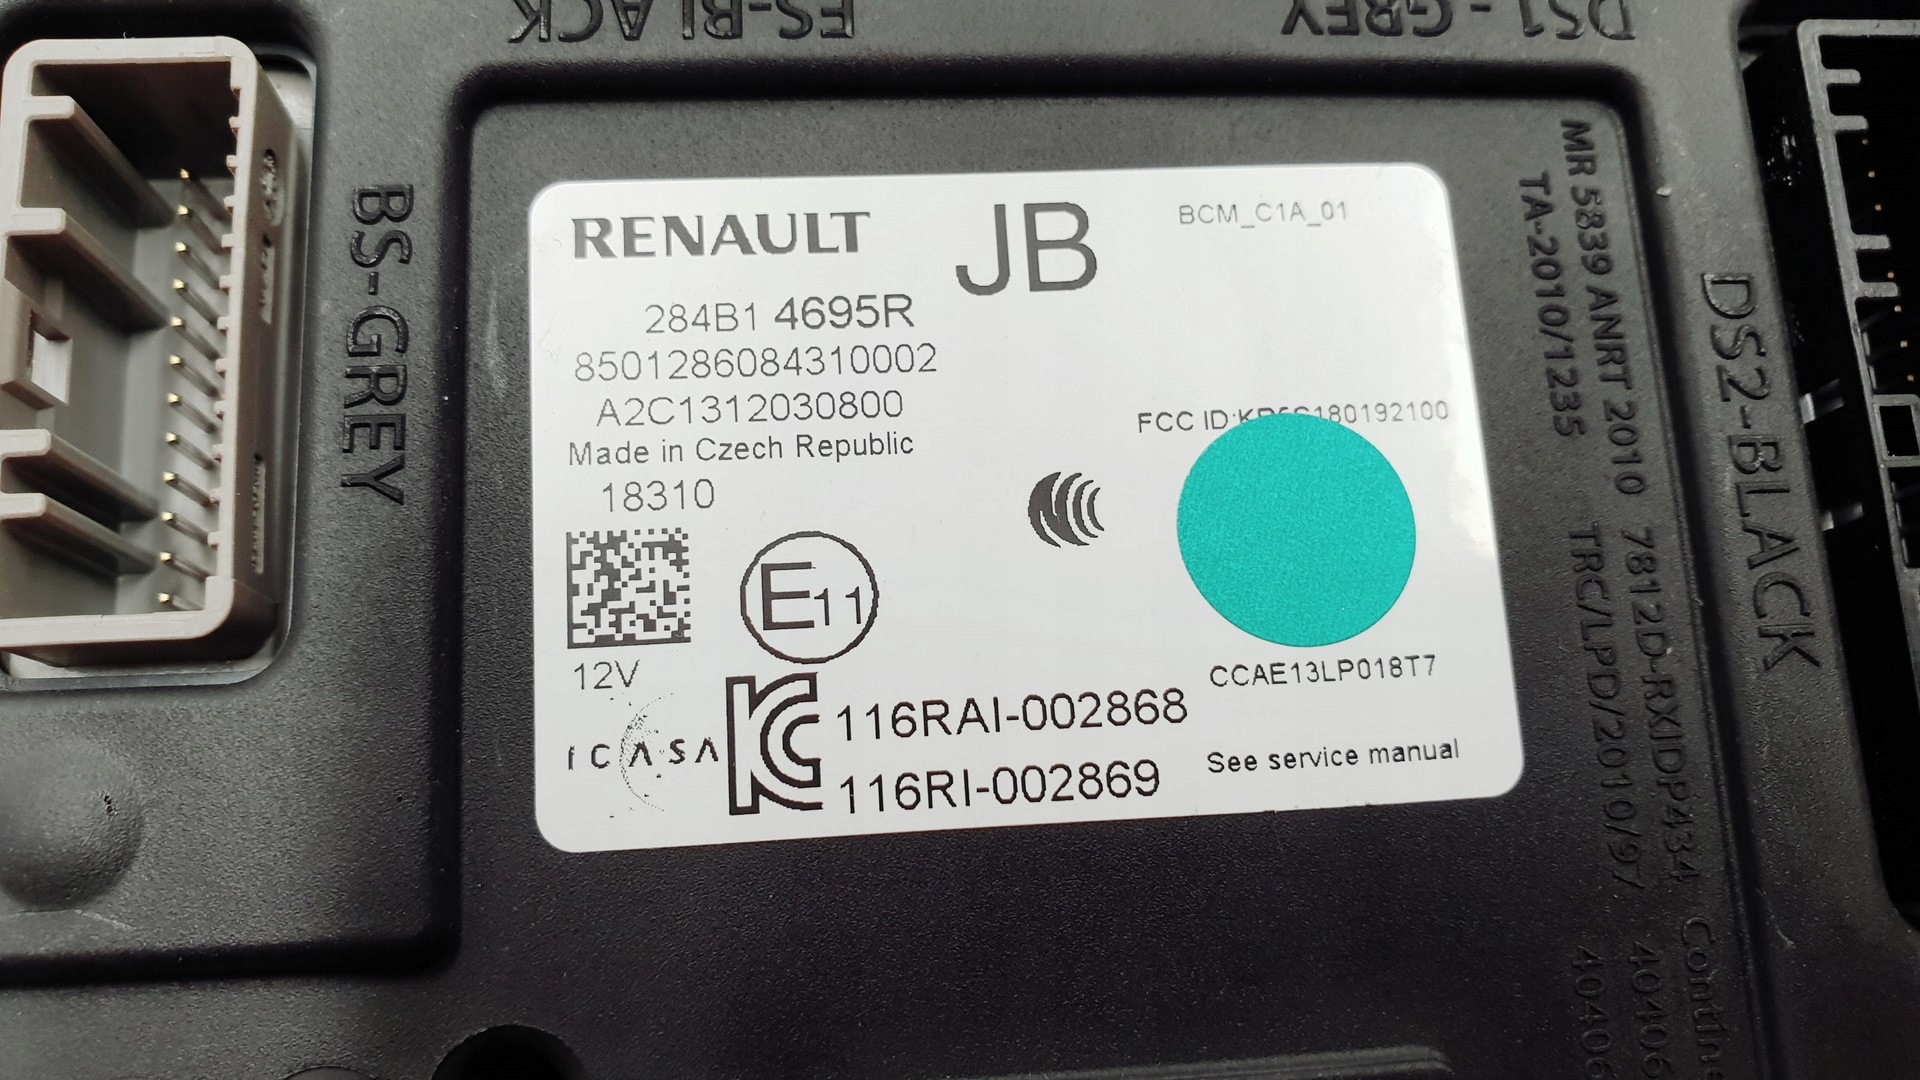 FS-BLACK
DS1-GREY
BS-GREY
RENAULT
JB
BCM_C1A_01
284B1 4695R
8501286084310002
A2C1312030800
Made in Czech Republic
18310
FCC ID:
180192100
E11
12V
CCAE13LP018T7
ICASA
116RAI-002868
116RI-002869
See service manual
MR 5839 ANRT 2010
TA-2010/1235
7812D-RXIDP434
TRC/LPD/2010/97
DS2-BLACK